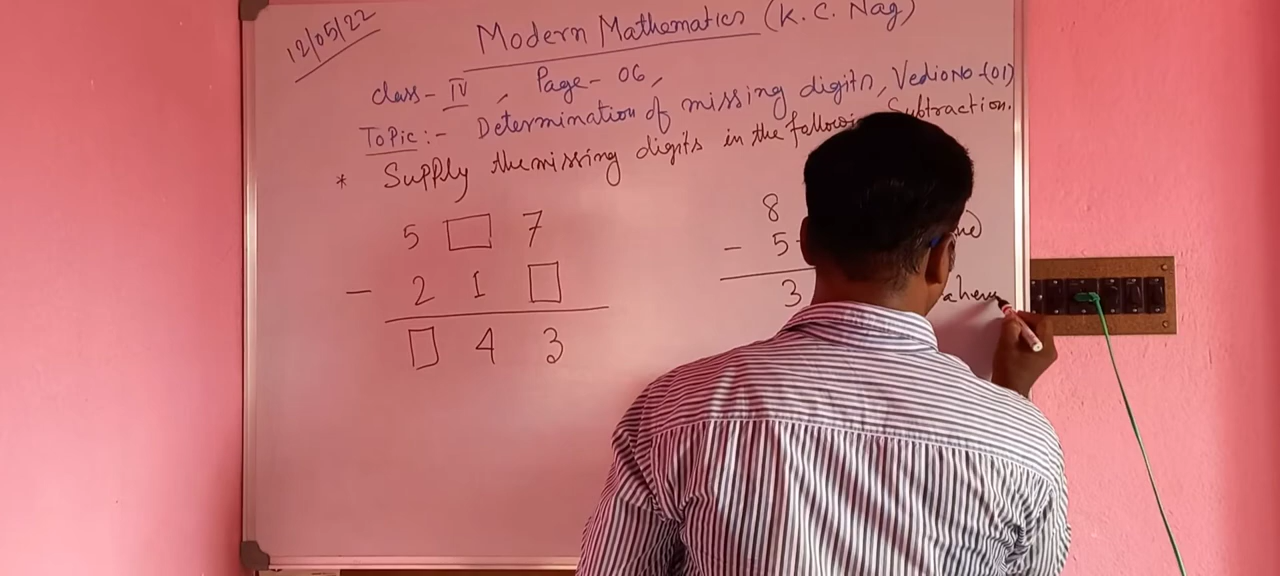 12/05/22
Modern Mathematics (K. C. Nag)
class- IV , Page- 06,
Topic :- Determination of missing digits, Vedio No-(01)
* Supply the missing digits in the following Subtraction.
5 □ 7
- 2 1 □
□ 4 3
8
- 5
3